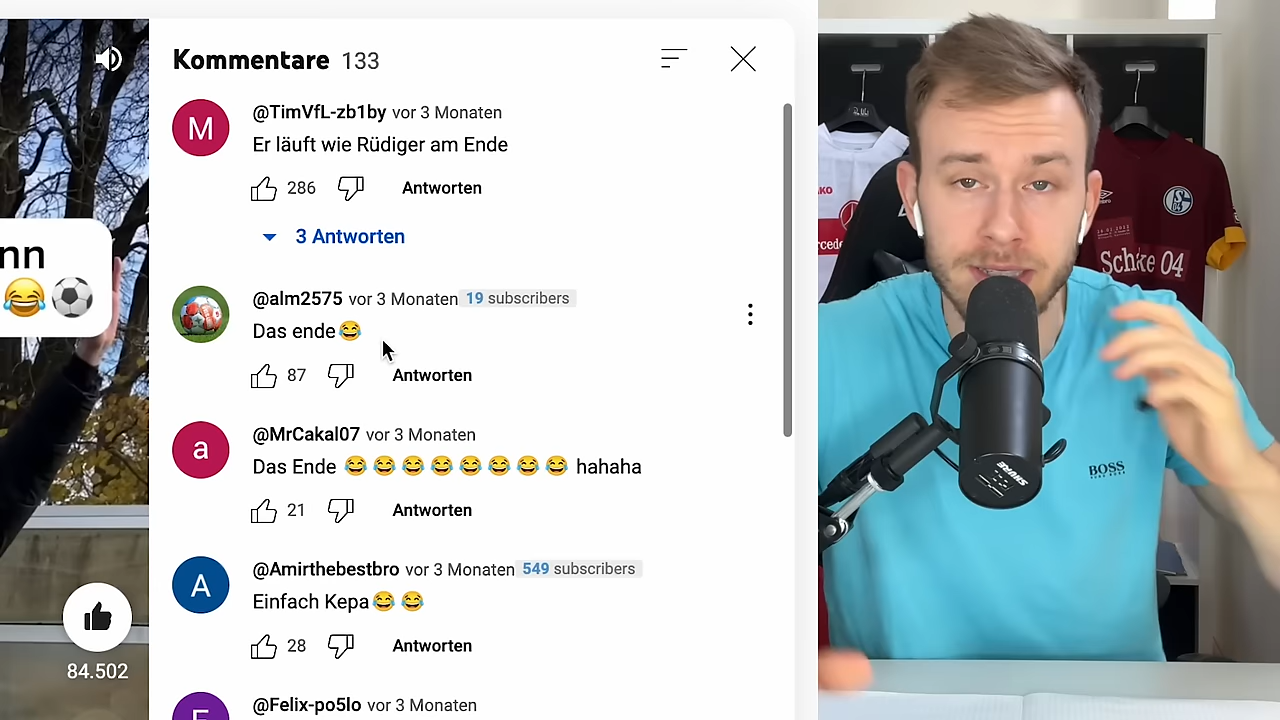 Kommentare 133
@TimVfL-zb1by vor 3 Monaten
Er läuft wie Rüdiger am Ende
286 Antworten
3 Antworten
@alm2575 vor 3 Monaten 19 subscribers
Das ende😂
87 Antworten
@MrCakal07 vor 3 Monaten
Das Ende 😂 😂 😂 😂 😂 😂 😂 😂 hahaha
21 Antworten
@Amirthebestbro vor 3 Monaten 549 subscribers
Einfach Kepa😂 😂
28 Antworten
@Felix-po5lo vor 3 Monaten
M
a
A
nn
😂⚽
84.502
Schalke 04
BOSS
SHURE